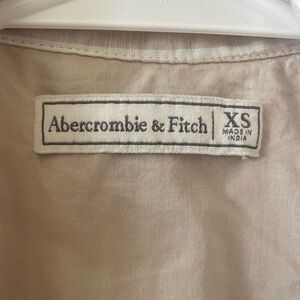 Abercrombie & Fitch
XS
MADE IN
INDIA